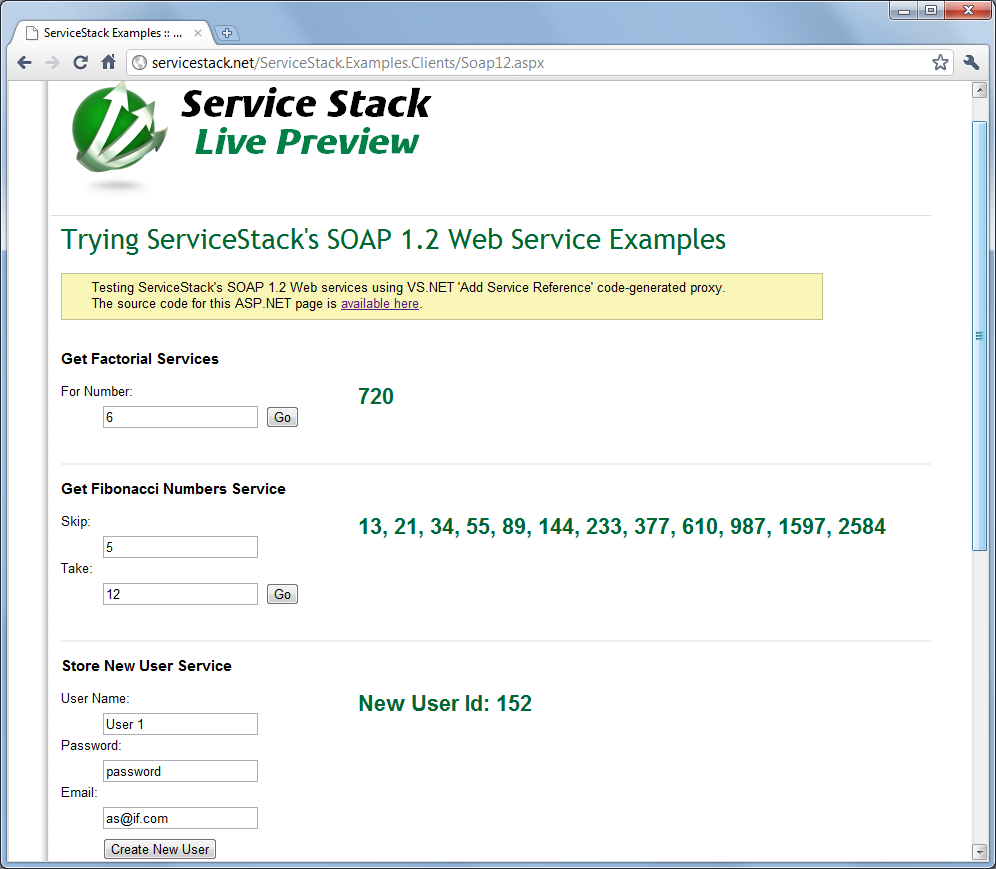 ServiceStack Examples :: ...
servicestack.net/ServiceStack.Examples.Clients/Soap12.aspx
Service Stack
Live Preview
Trying ServiceStack's SOAP 1.2 Web Service Examples
Testing ServiceStack's SOAP 1.2 Web services using VS.NET 'Add Service Reference' code-generated proxy.
The source code for this ASP.NET page is available here.
Get Factorial Services
For Number:
720
6 Go
Get Fibonacci Numbers Service
Skip:
13, 21, 34, 55, 89, 144, 233, 377, 610, 987, 1597, 2584
5
Take:
12 Go
Store New User Service
User Name:
New User Id: 152
User 1
Password:
password
Email:
as@if.com
Create New User